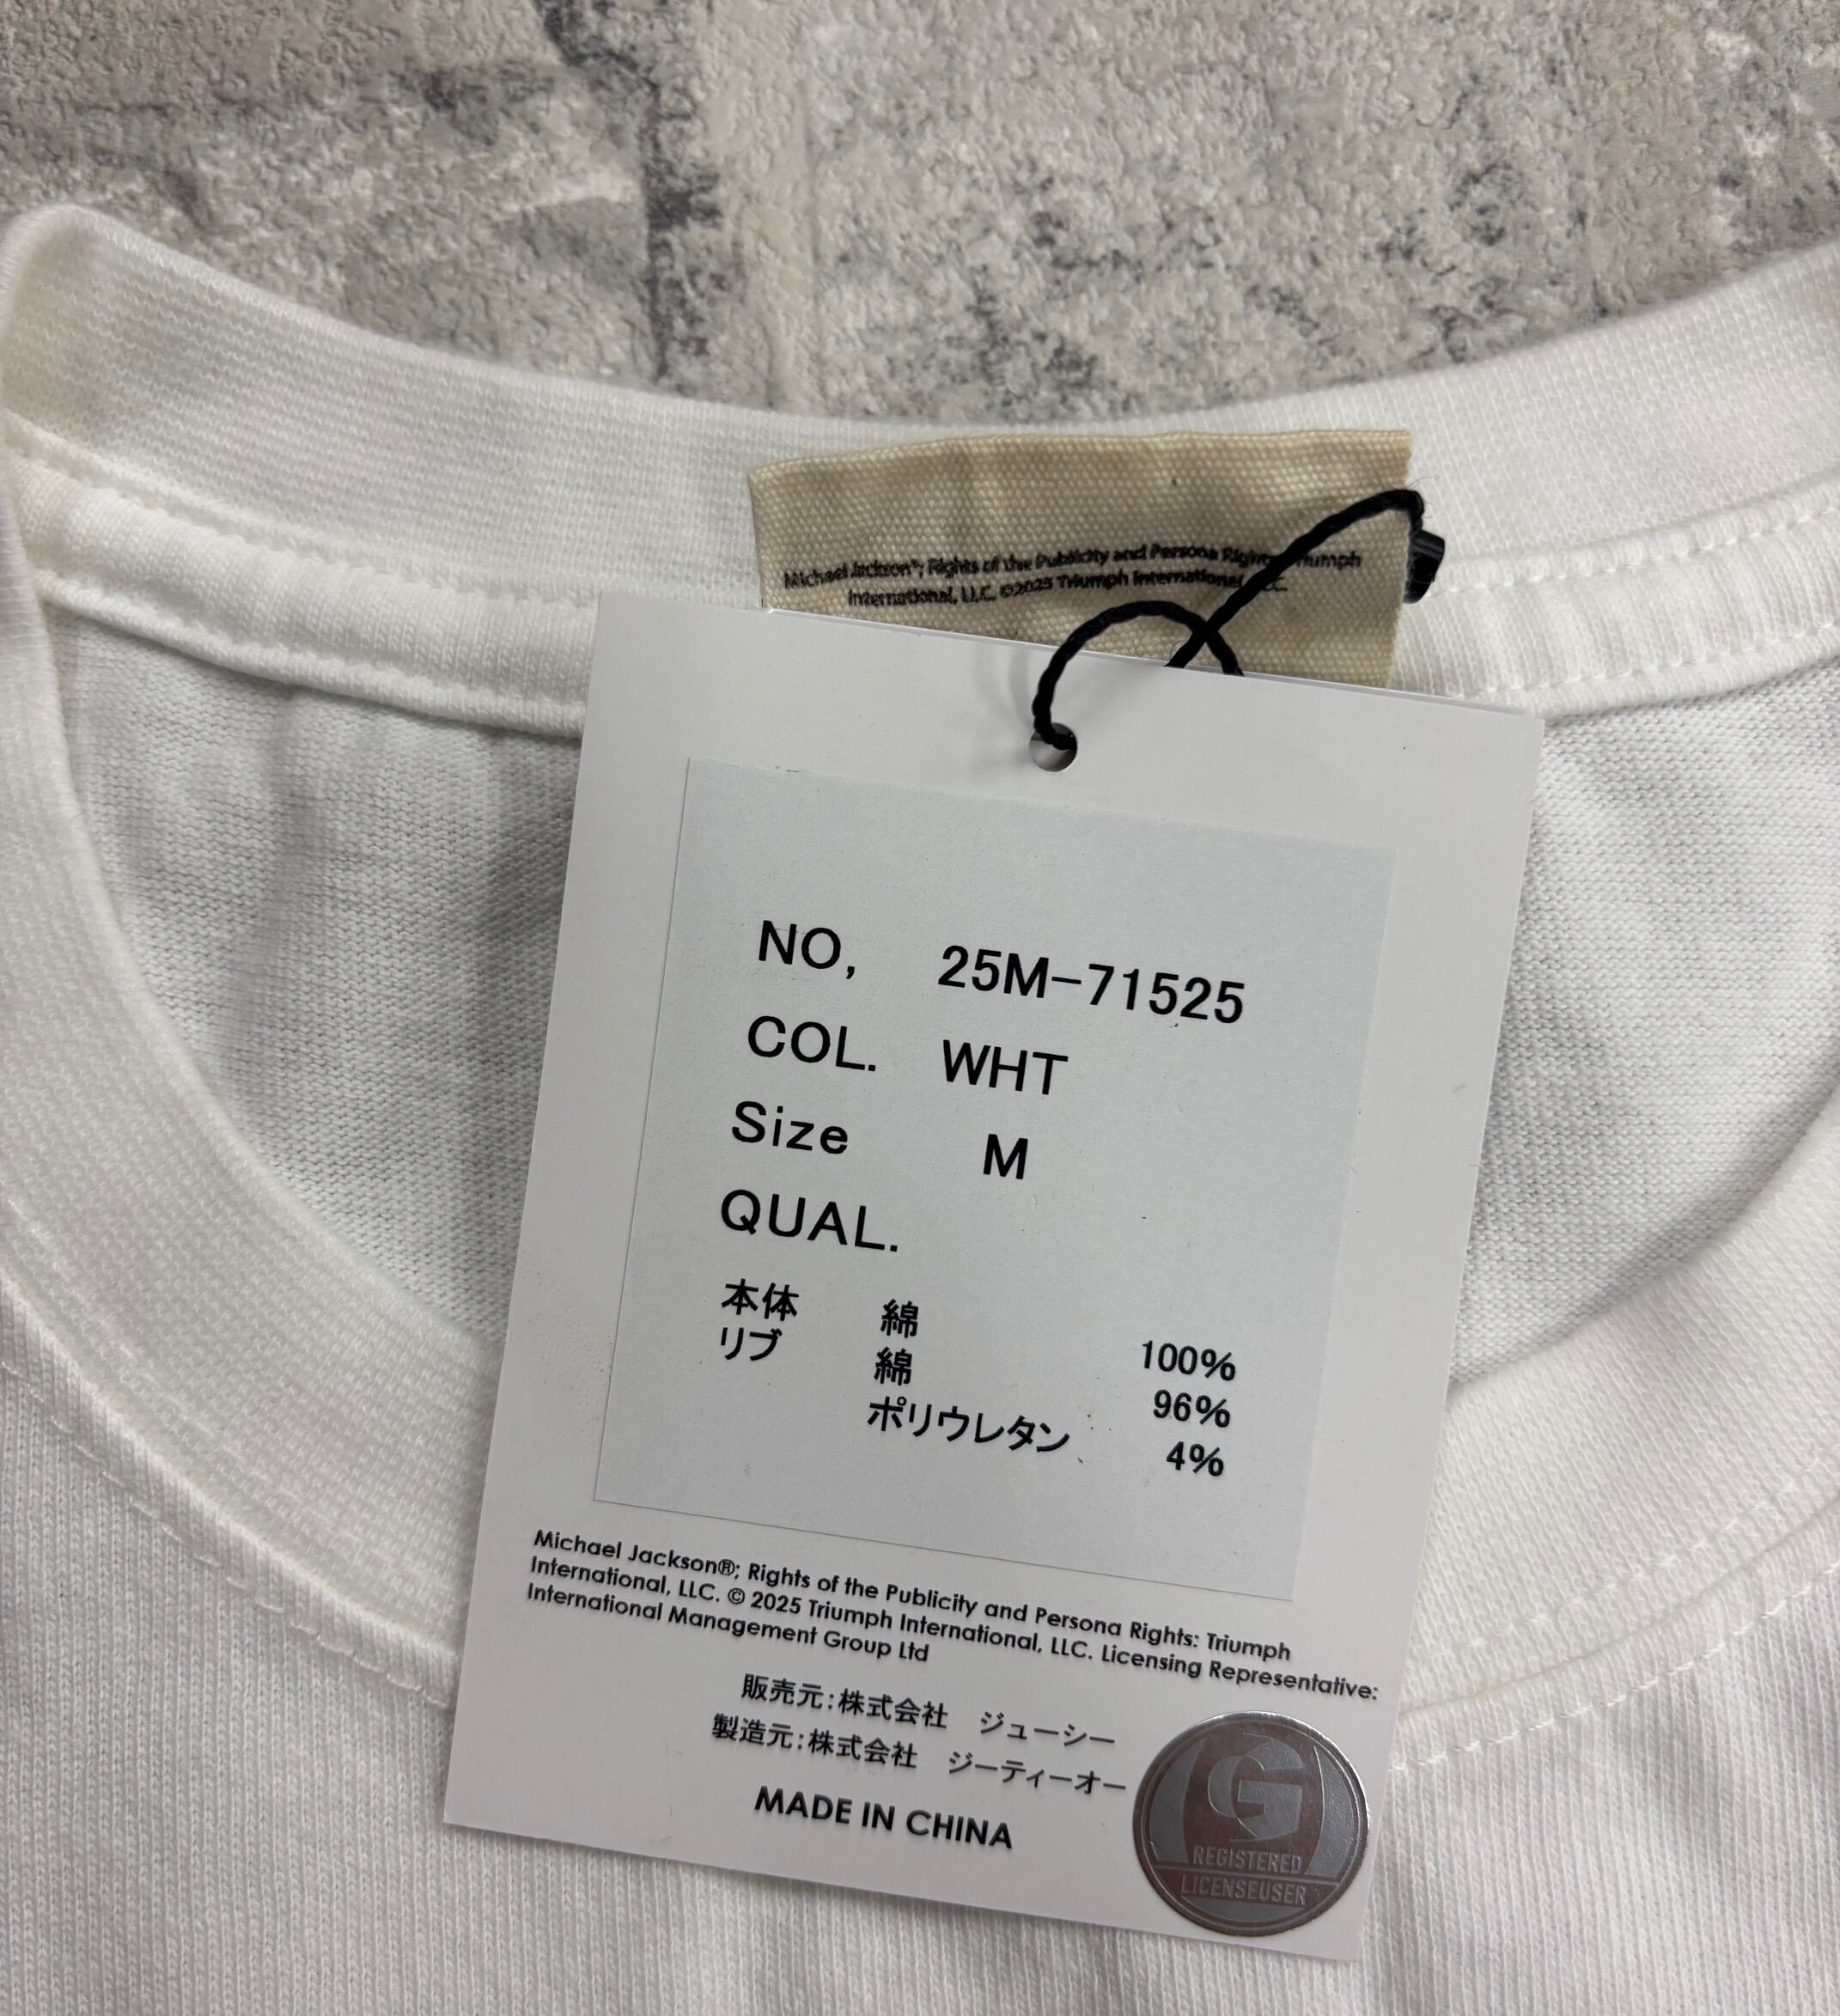 Michael Jackson®; Rights of the Publicity and Persona Rights: Triumph
International, LLC. ©2025 Triumph International, LLC.
NO, 25M-71525
COL. WHT
Size M
QUAL.
本体 綿 100%
リブ 綿 96%
ポリウレタン 4%
Michael Jackson®; Rights of the Publicity and Persona Rights: Triumph
International, LLC. © 2025 Triumph International, LLC. Licensing Representative:
International Management Group Ltd
販売元：株式会社 ジューシー
製造元：株式会社 ジーティーオー
MADE IN CHINA
G
REGISTERED
LICENSEUSER